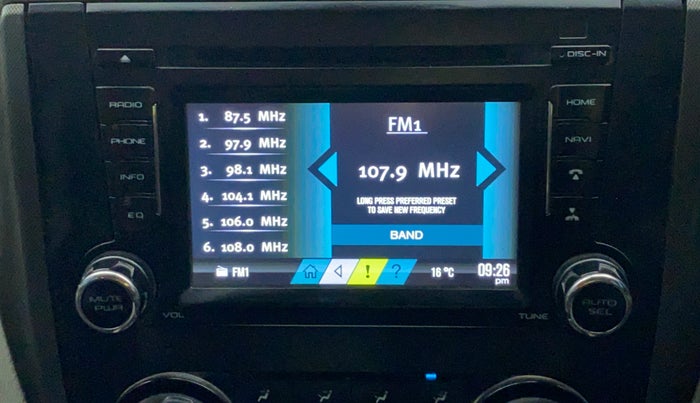 DISC-IN
RADIO
PHONE
INFO
EQ
1. 87.5 MHz
2. 97.9 MHz
3. 98.1 MHz
4. 104.1 MHz
5. 106.0 MHz
6. 108.0 MHz
FM1
107.9 MHz
LONG PRESS PREFERRED PRESET
TO SAVE NEW FREQUENCY
BAND
FM1
! ?
16 °C
09:26
pm
HOME
NAVI
MUTE
PWR
VOL
TUNE
AUTO
SEL